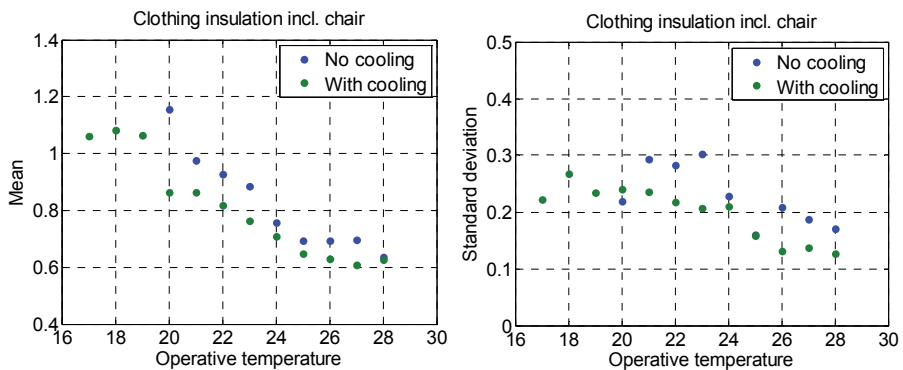 Clothing insulation incl. chair
1.4
1.2
1
0.8
0.6
0.4
Mean
No cooling
With cooling
16 18 20 22 24 26 28 30
Operative temperature
Clothing insulation incl. chair
0.5
0.4
0.3
0.2
0.1
0
Standard deviation
No cooling
With cooling
16 18 20 22 24 26 28 30
Operative temperature